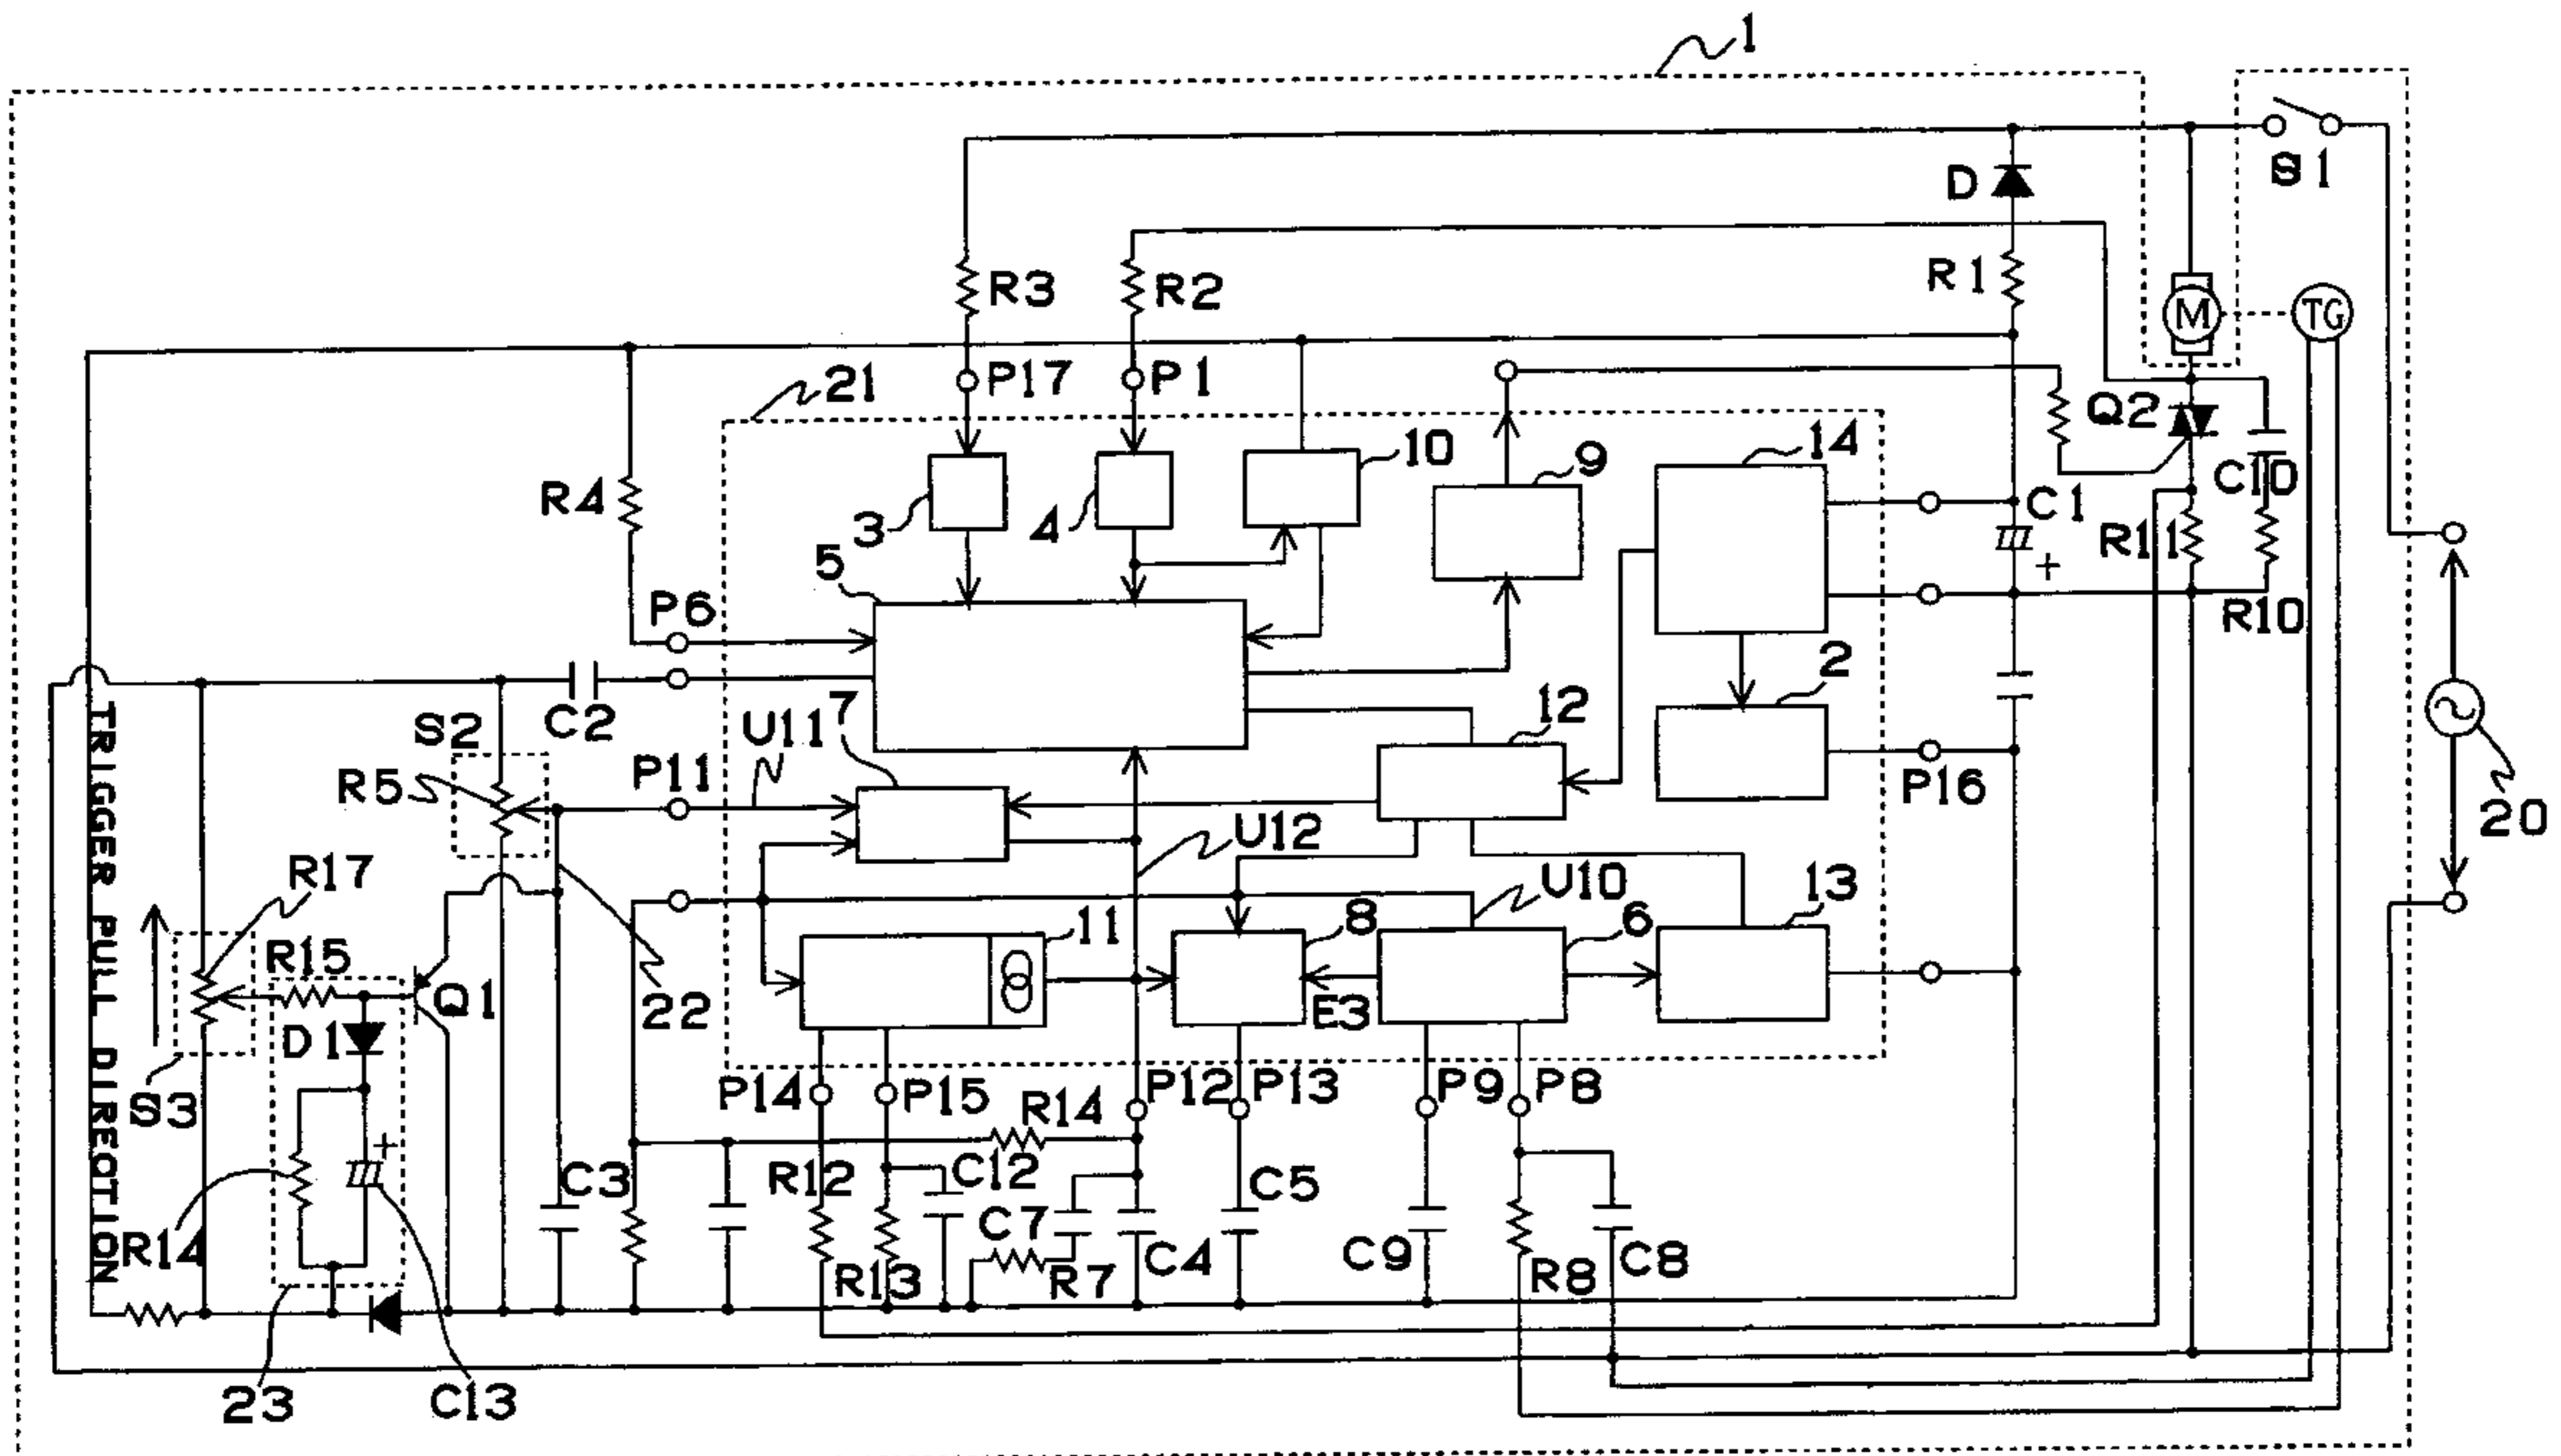 1
S1
D
R3
R2
R1
M
TG
P17
P1
21
Q2
10
9
14
R4
3
4
C10
C1
R11
+
5
P6
R10
2
7
12
S2
C2
U11
P11
R5
P16
20
U12
R17
U10
13
8
6
TRIGGER PULL DIRECTION
R15
11
Q1
22
E3
D1
S3
P14
P15
R14
P12
P13
P9
P8
+
C3
R12
C12
C5
C7
R14
R13
R7
C4
C9
R8
C8
23
C13